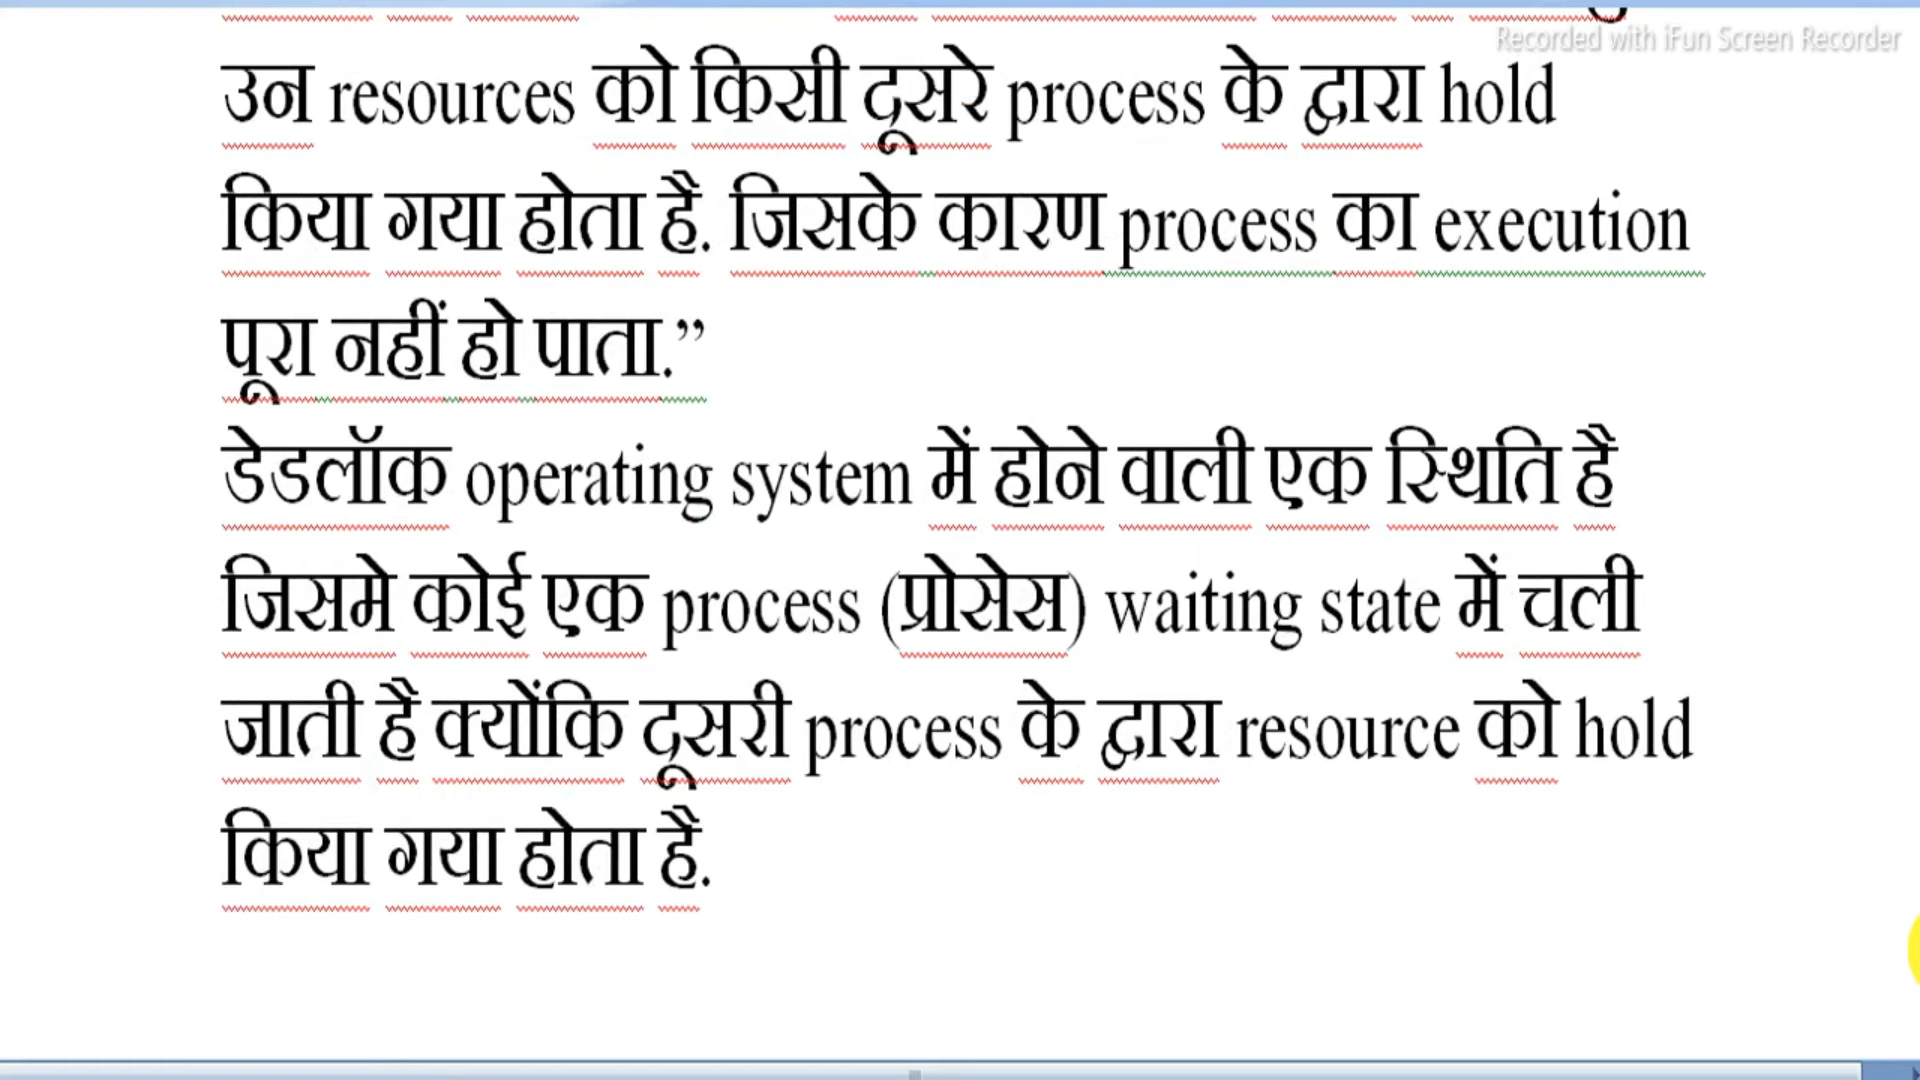 Recorded with iFun Screen Recorder
उन resources को किसी दूसरे process के द्वारा hold
किया गया होता है. जिसके कारण process का execution
पूरा नहीं हो पाता.”
डेडलॉक operating system में होने वाली एक स्थिति है
जिसमे कोई एक process (प्रोसेस) waiting state में चली
जाती है क्योंकि दूसरी process के द्वारा resource को hold
किया गया होता है.